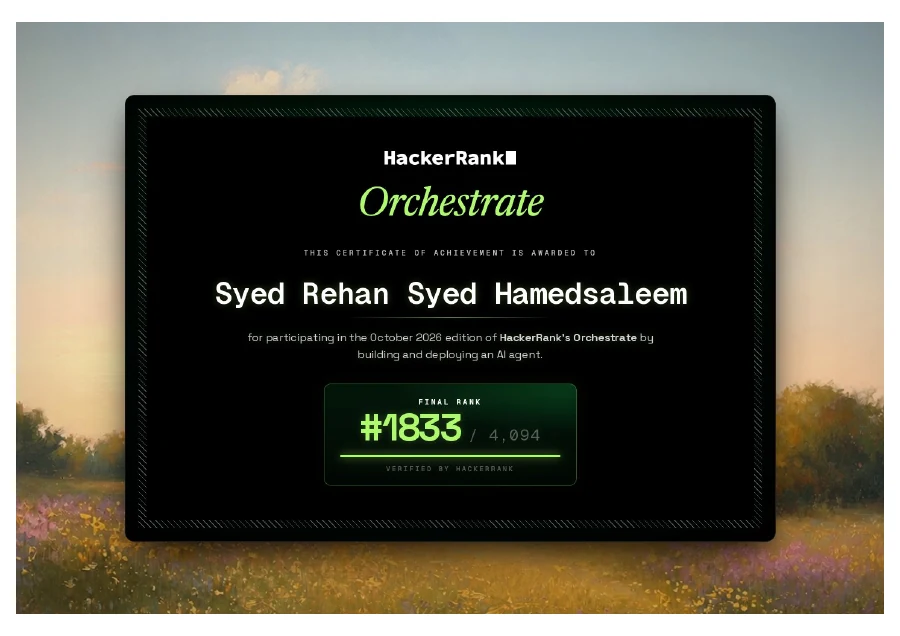 HackerRank
Orchestrate
THIS CERTIFICATE OF ACHIEVEMENT IS AWARDED TO
Syed Rehan Syed Hamedsaleem
for participating in the October 2026 edition of HackerRank's Orchestrate by
building and deploying an AI agent.
FINAL RANK
#1833 / 4,094
VERIFIED BY HACKERRANK